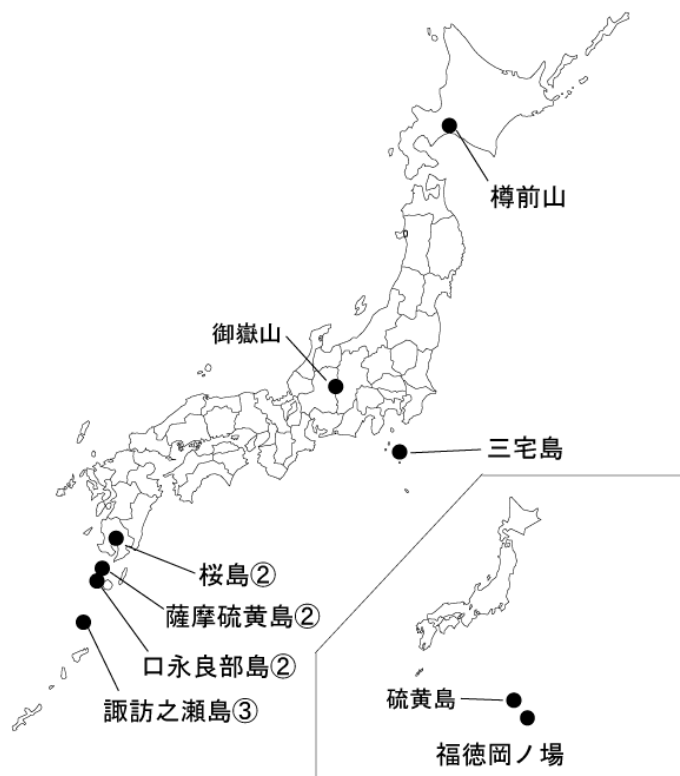 樽前山
御嶽山
三宅島
桜島②
薩摩硫黄島②
口永良部島②
諏訪之瀬島③
硫黄島
福徳岡ノ場